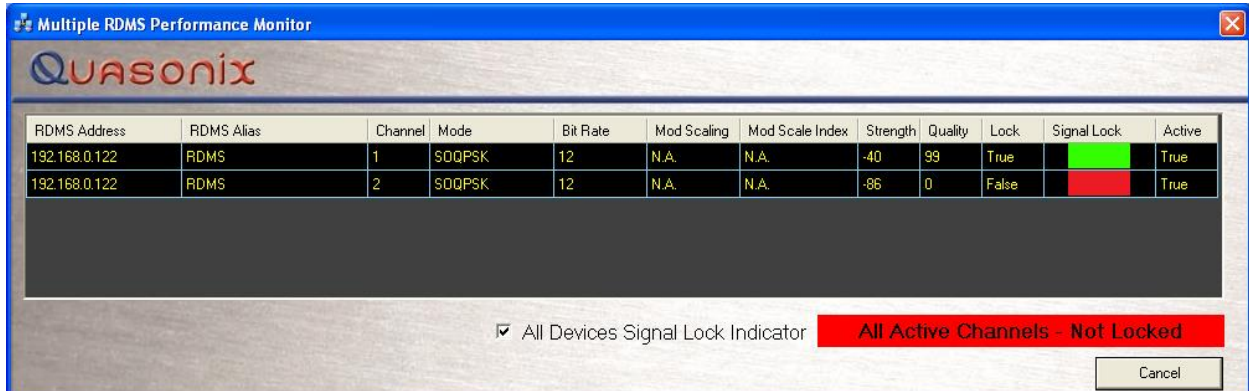 Multiple RDMS Performance Monitor
Quasonix
RDMS Address RDMS Alias Channel Mode Bit Rate Mod Scaling Mod Scale Index Strength Quality Lock Signal Lock Active
192.168.0.122 RDMS 1 SOQPSK 12 N.A. N.A. -40 99 True True
192.168.0.122 RDMS 2 SOQPSK 12 N.A. N.A. -86 0 False True
All Devices Signal Lock Indicator All Active Channels - Not Locked
Cancel